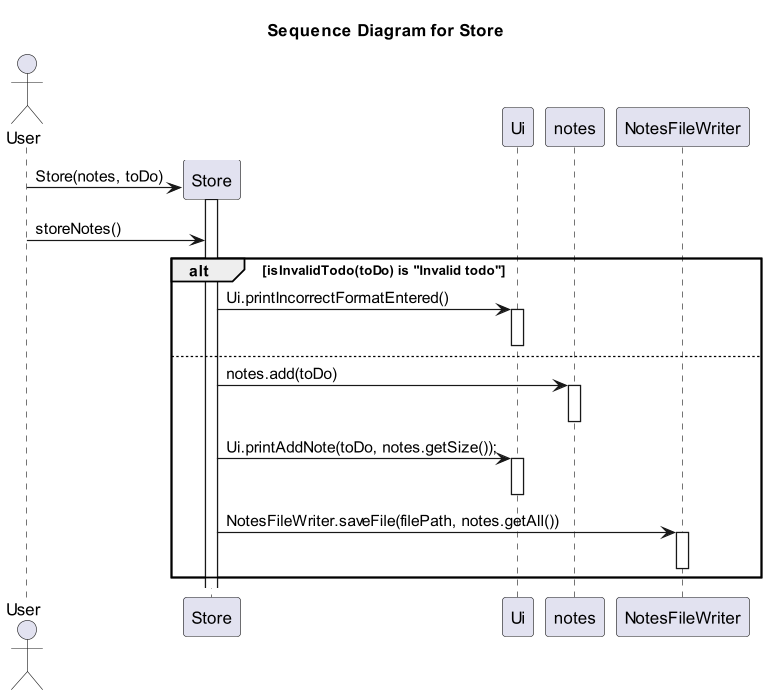 Sequence Diagram for Store
User
Ui
notes
NotesFileWriter
Store(notes, toDo)
Store
storeNotes()
alt
[isInvalidTodo(toDo) is "Invalid todo"]
Ui.printIncorrectFormatEntered()
notes.add(toDo)
Ui.printAddNote(toDo, notes.getSize());
NotesFileWriter.saveFile(filePath, notes.getAll())
User
Store
Ui
notes
NotesFileWriter